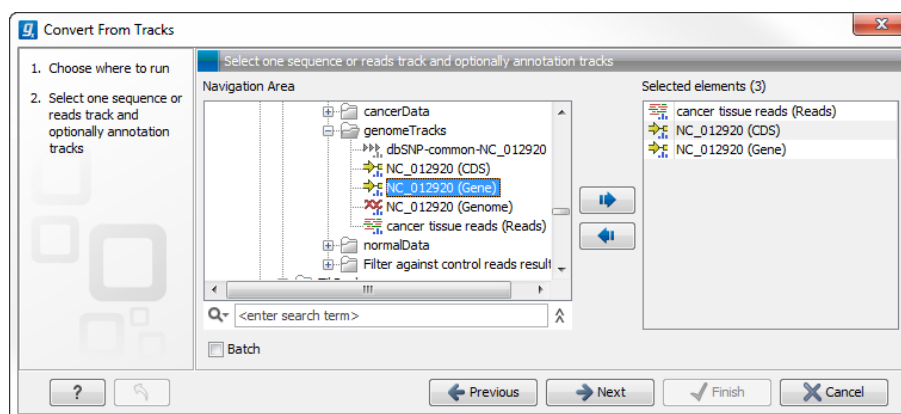 Convert From Tracks
1. Choose where to run
2. Select one sequence or
reads track and
optionally annotation
tracks
Select one sequence or reads track and optionally annotation tracks
Navigation Area
cancerData
genomeTracks
dbSNP-common-NC_012920
NC_012920 (CDS)
NC_012920 (Gene)
NC_012920 (Genome)
cancer tissue reads (Reads)
normalData
Filter against control reads result
<enter search term>
Batch
Selected elements (3)
cancer tissue reads (Reads)
NC_012920 (CDS)
NC_012920 (Gene)
?
Previous
Next
Finish
Cancel